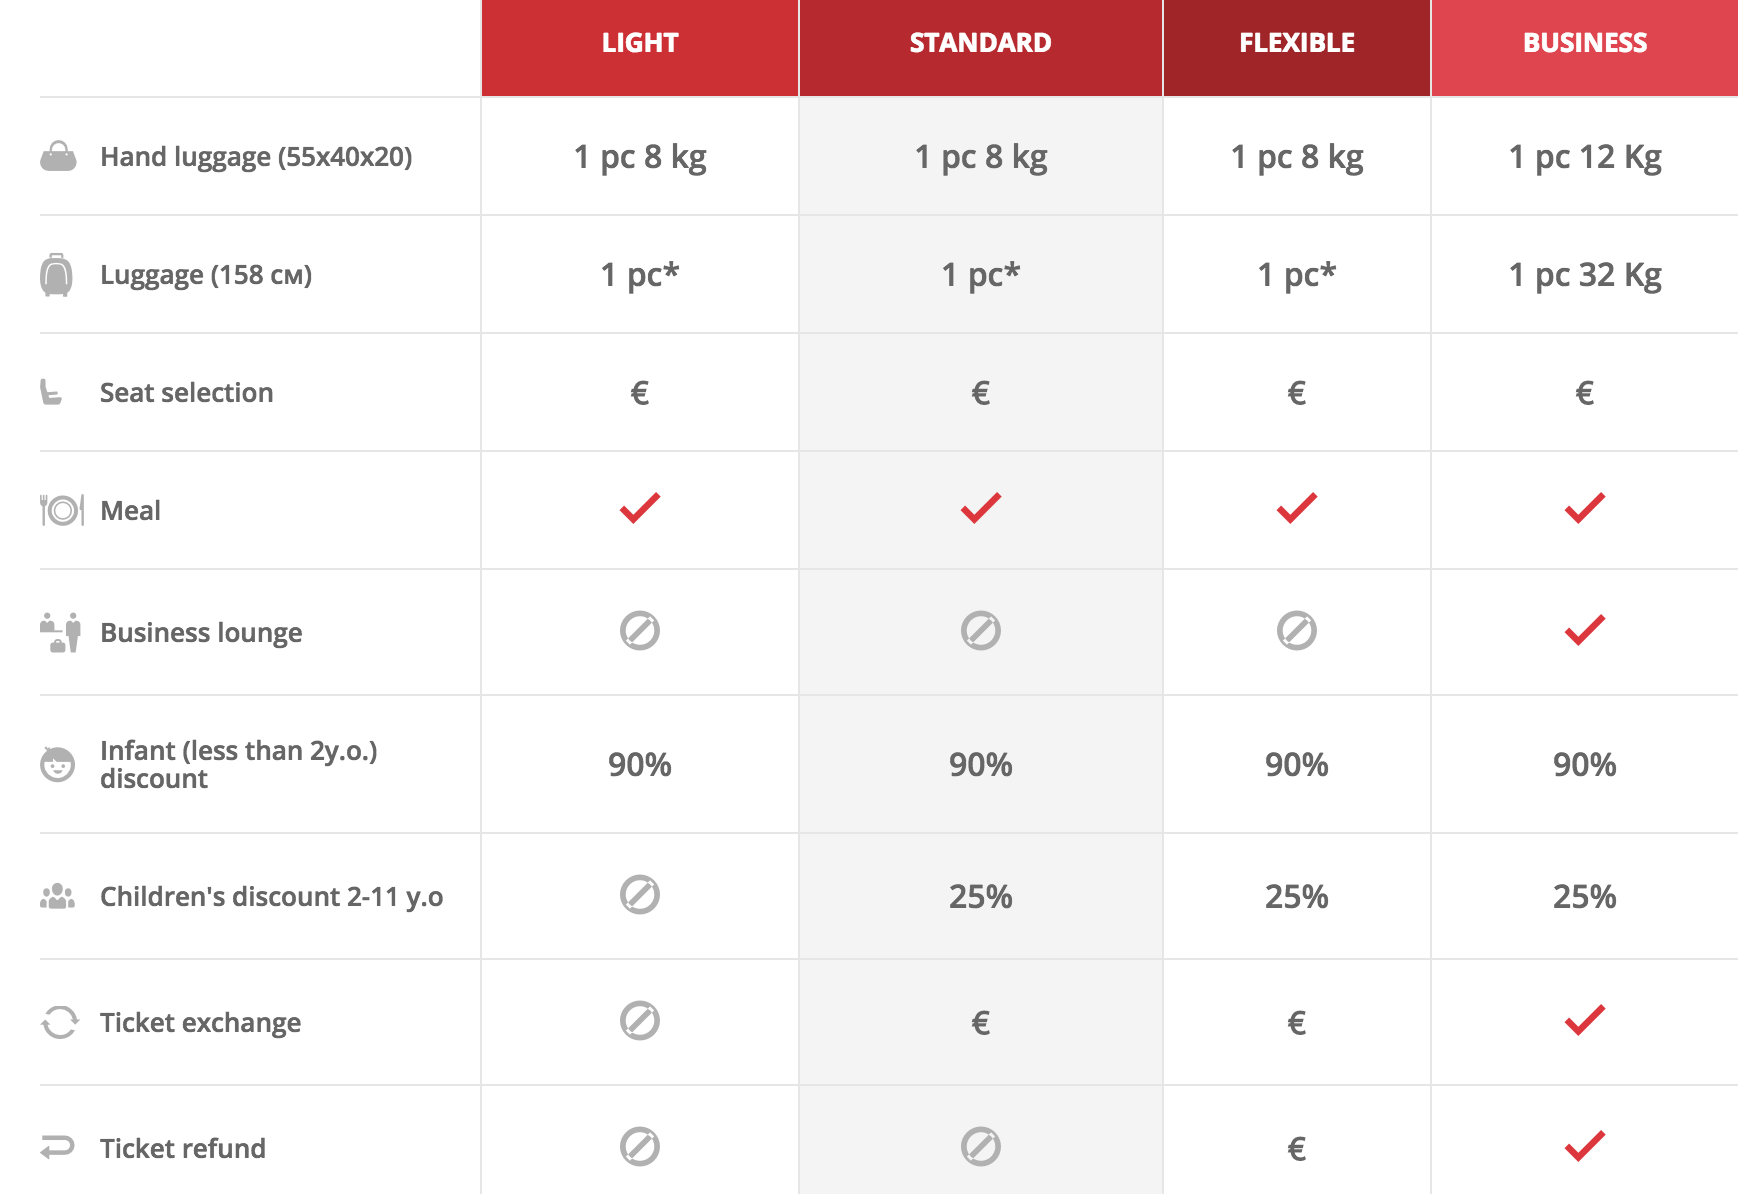 LIGHT STANDARD FLEXIBLE BUSINESS
Hand luggage (55x40x20) 1 pc 8 kg 1 pc 8 kg 1 pc 8 kg 1 pc 12 Kg
Luggage (158 см) 1 pc* 1 pc* 1 pc* 1 pc 32 Kg
Seat selection € € € €
Meal
Business lounge
Infant (less than 2y.o.)
discount 90% 90% 90% 90%
Children's discount 2-11 y.o 25% 25% 25%
Ticket exchange € €
Ticket refund €